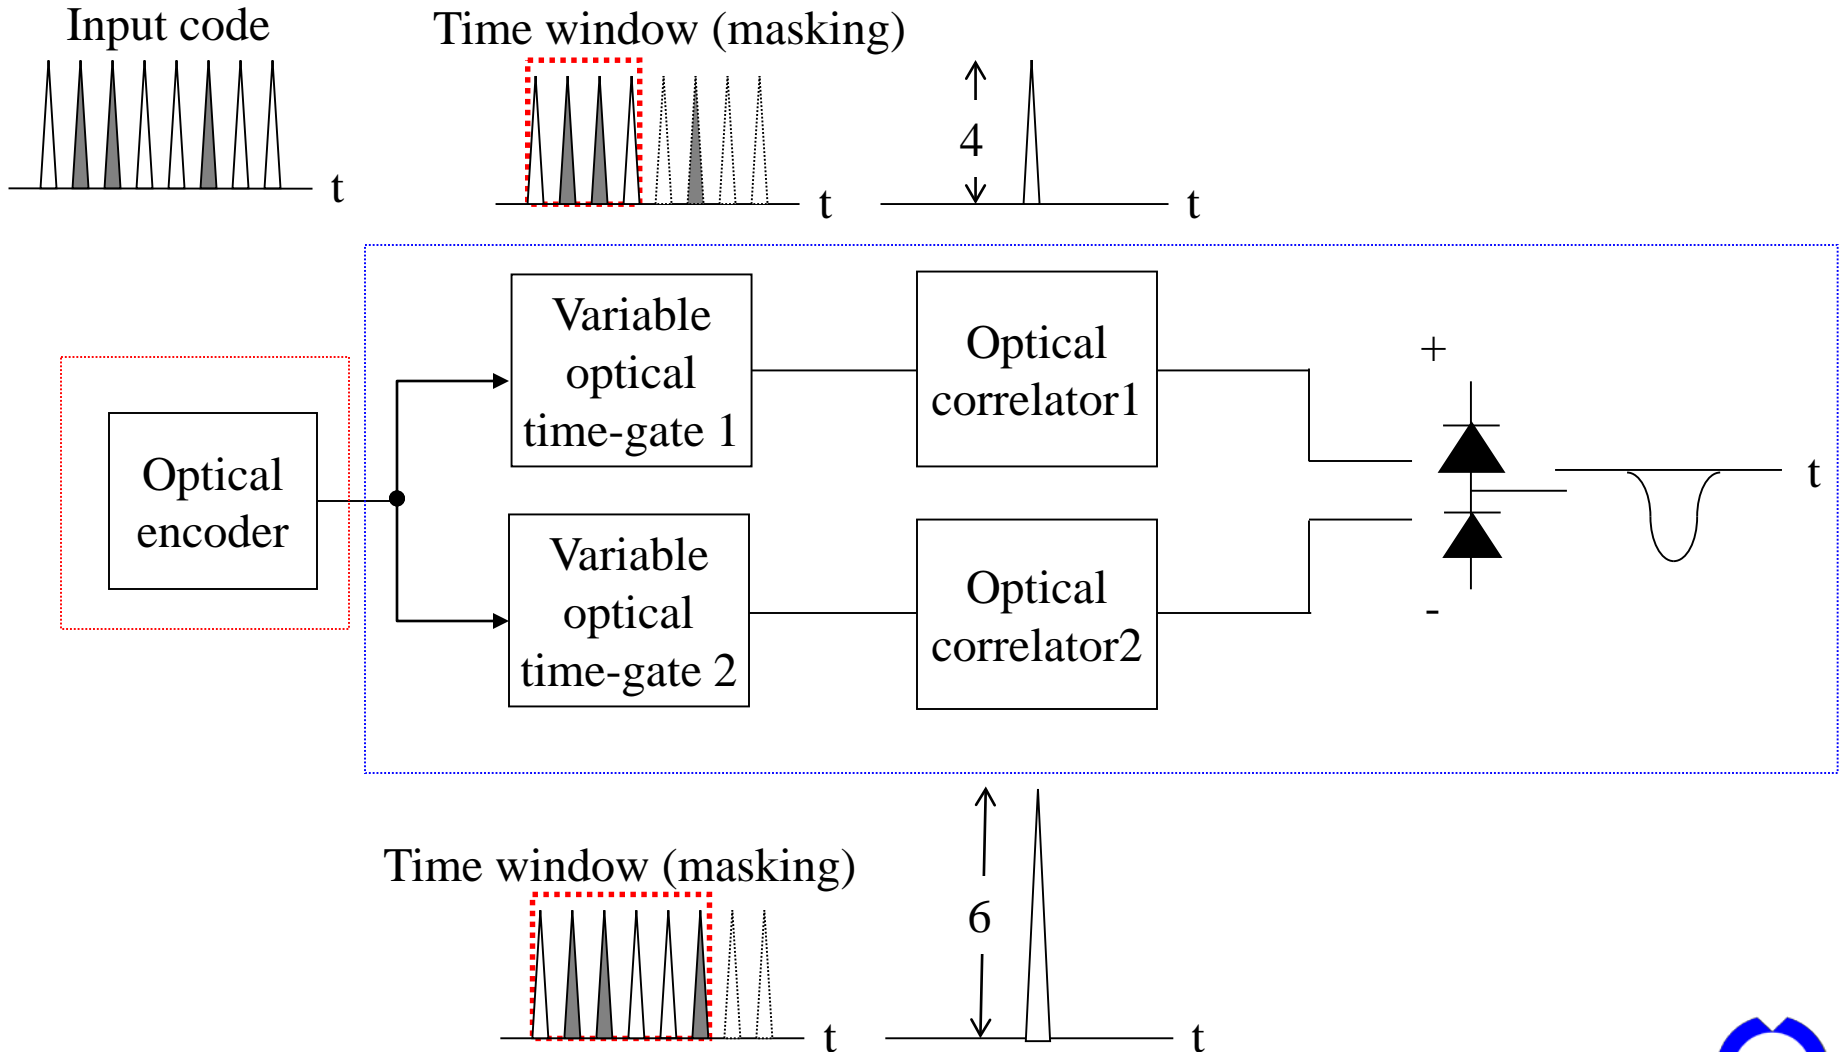 Input code
t
Time window (masking)
t
4
t
Variable
optical
time-gate 1
Optical
correlator1
+
Optical
encoder
t
Variable
optical
time-gate 2
Optical
correlator2
-
Time window (masking)
t
6
t